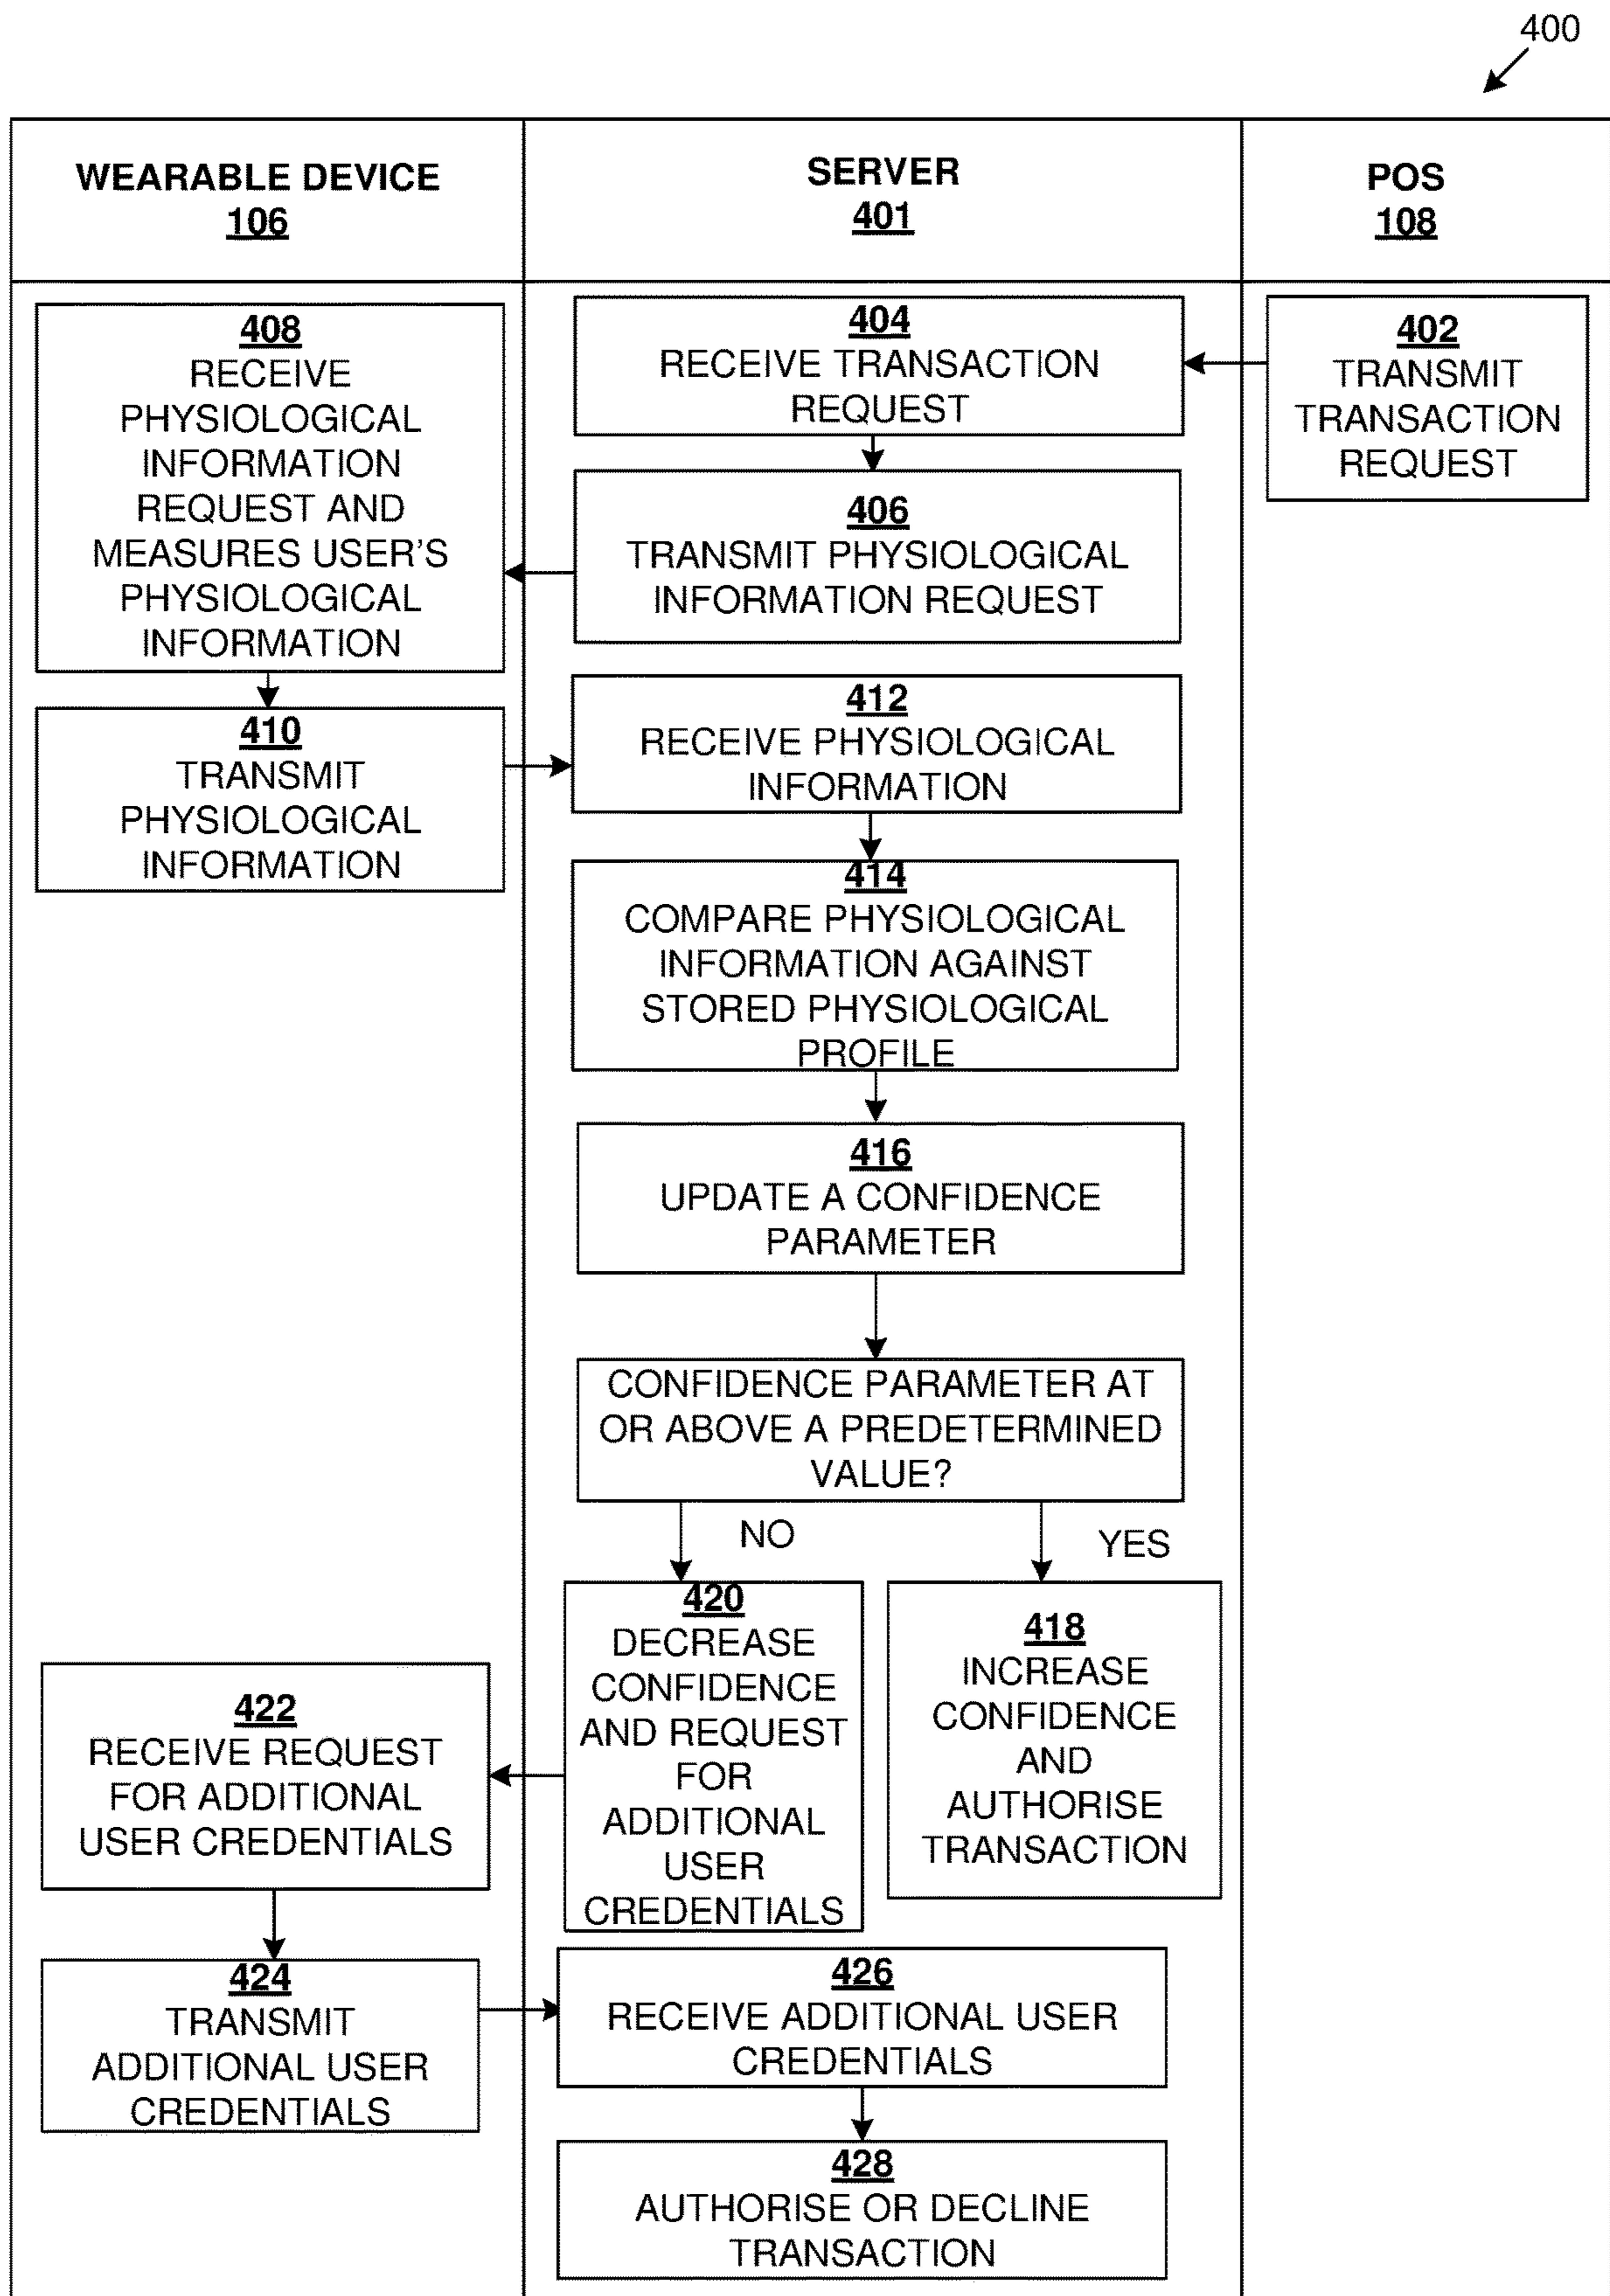 400
WEARABLE DEVICE
106
SERVER
401
POS
108
408
RECEIVE
PHYSIOLOGICAL
INFORMATION
REQUEST AND
MEASURES USER'S
PHYSIOLOGICAL
INFORMATION
404
RECEIVE TRANSACTION
REQUEST
402
TRANSMIT
TRANSACTION
REQUEST
406
TRANSMIT PHYSIOLOGICAL
INFORMATION REQUEST
410
TRANSMIT
PHYSIOLOGICAL
INFORMATION
412
RECEIVE PHYSIOLOGICAL
INFORMATION
414
COMPARE PHYSIOLOGICAL
INFORMATION AGAINST
STORED PHYSIOLOGICAL
PROFILE
416
UPDATE A CONFIDENCE
PARAMETER
CONFIDENCE PARAMETER AT
OR ABOVE A PREDETERMINED
VALUE?
NO
YES
420
DECREASE
CONFIDENCE
AND REQUEST
FOR
ADDITIONAL
USER
CREDENTIALS
418
INCREASE
CONFIDENCE
AND
AUTHORISE
TRANSACTION
422
RECEIVE REQUEST
FOR ADDITIONAL
USER CREDENTIALS
424
TRANSMIT
ADDITIONAL USER
CREDENTIALS
426
RECEIVE ADDITIONAL USER
CREDENTIALS
428
AUTHORISE OR DECLINE
TRANSACTION